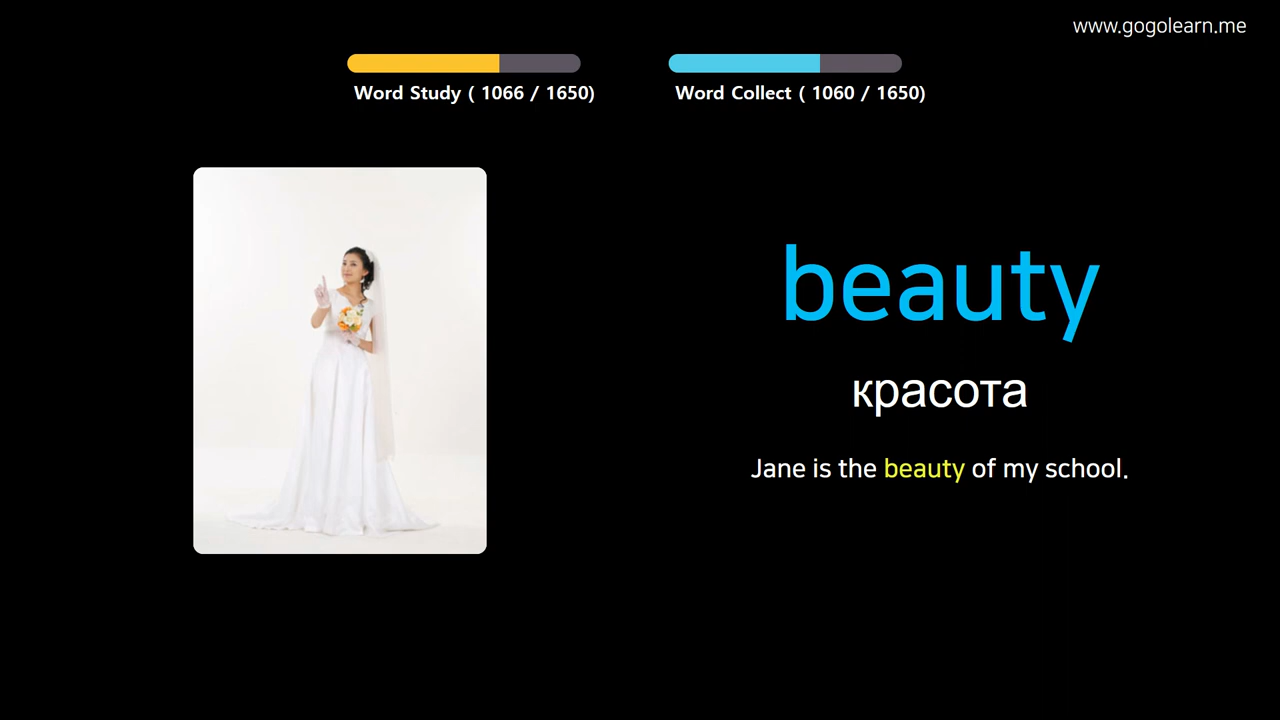 www.gogolearn.me
Word Study ( 1066 / 1650)
Word Collect ( 1060 / 1650)
beauty
красота
Jane is the beauty of my school.